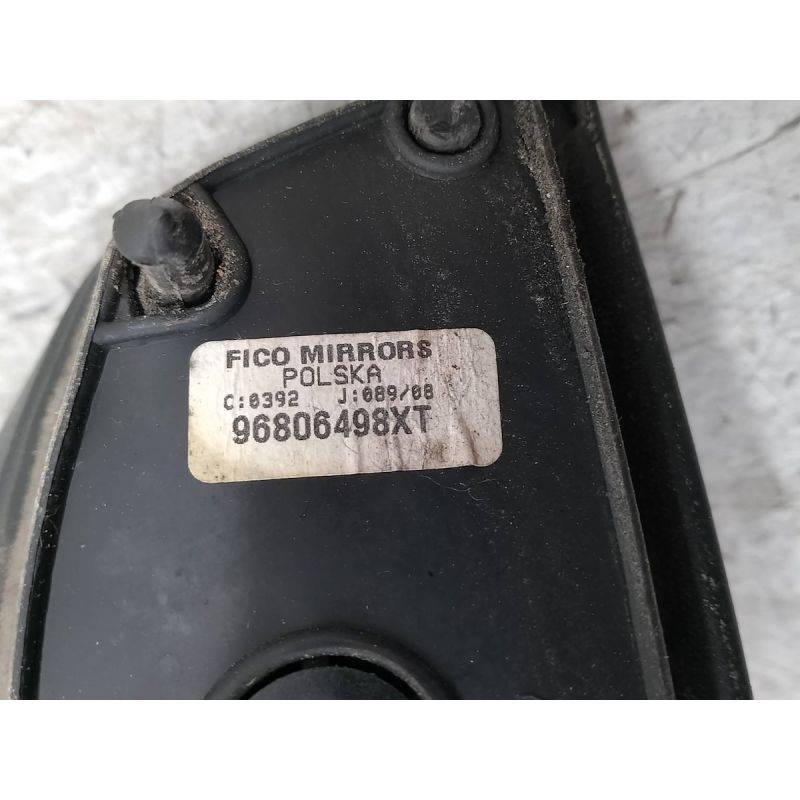 FICO MIRRORS
POLSKA
C:0392 J:089/08
96806498XT